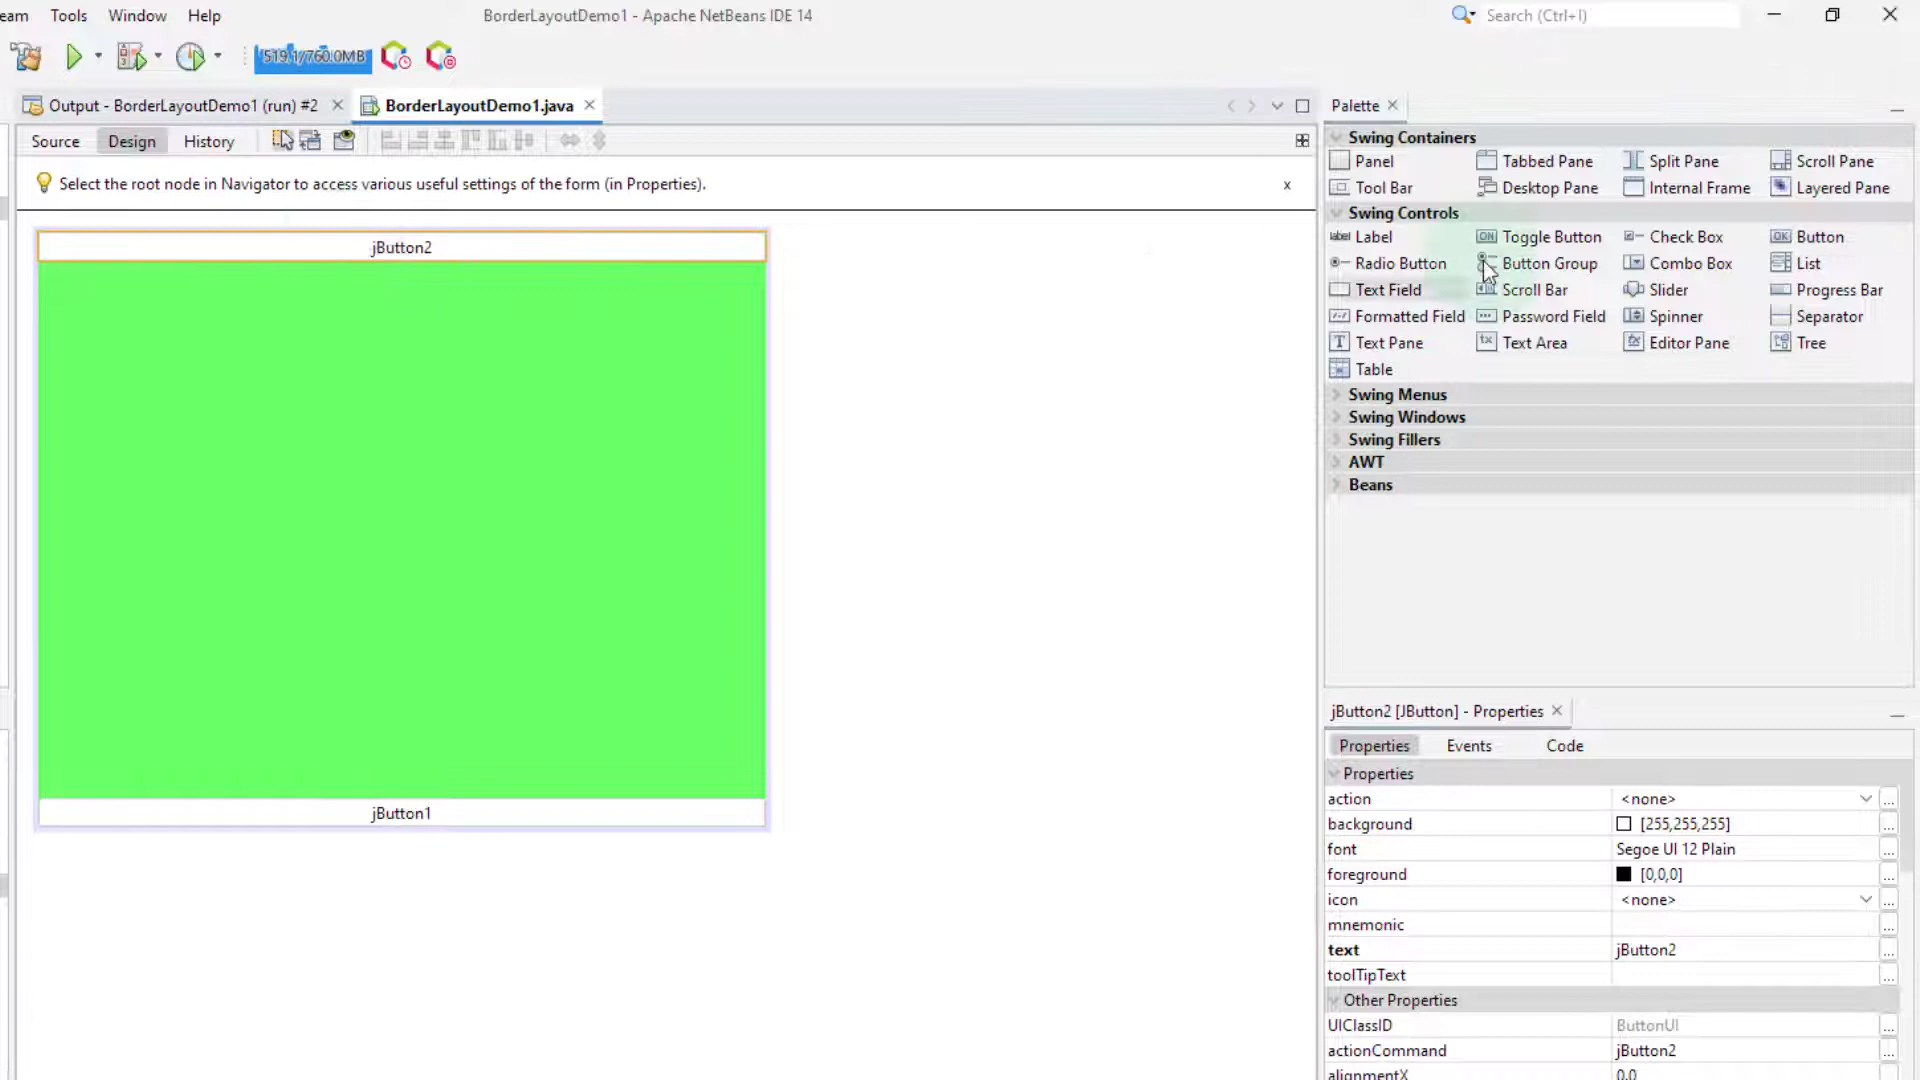 eam Tools Window Help BorderLayoutDemo1 - Apache NetBeans IDE 14 Search (Ctrl+I)
519.1/760.0MB
Output - BorderLayoutDemo1 (run) #2 BorderLayoutDemo1.java Palette
Source Design History
Select the root node in Navigator to access various useful settings of the form (in Properties). x
jButton2
jButton1
Swing Containers
Panel Tabbed Pane Split Pane Scroll Pane
Tool Bar Desktop Pane Internal Frame Layered Pane
Swing Controls
Label Toggle Button Check Box Button
Radio Button Button Group Combo Box List
Text Field Scroll Bar Slider Progress Bar
Formatted Field Password Field Spinner Separator
Text Pane Text Area Editor Pane Tree
Table
Swing Menus
Swing Windows
Swing Fillers
AWT
Beans
jButton2 [JButton] - Properties
Properties Events Code
Properties
action <none> ...
background [255,255,255] ...
font Segoe UI 12 Plain ...
foreground [0,0,0] ...
icon <none> ...
mnemonic ...
text jButton2 ...
toolTipText ...
Other Properties
UIClassID ButtonUI ...
actionCommand jButton2 ...
alignmentX 0.0 ...